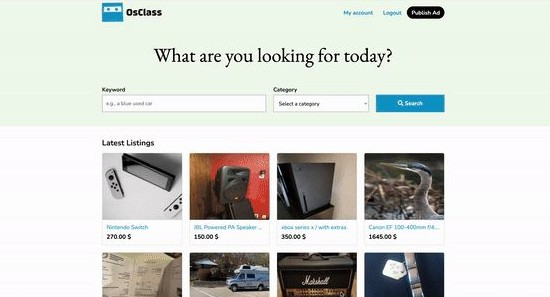 OsClass
My account
Logout
Publish Ad
What are you looking for today?
Keyword
Category
e.g., a blue used car
Select a category
Search
Latest Listings
Nintendo Switch
JBL Powered PA Speaker ...
xbox series x / with extras
Canon EF 100-400mm f/4...
270.00 $
150.00 $
350.00 $
1645.00 $
Marshall